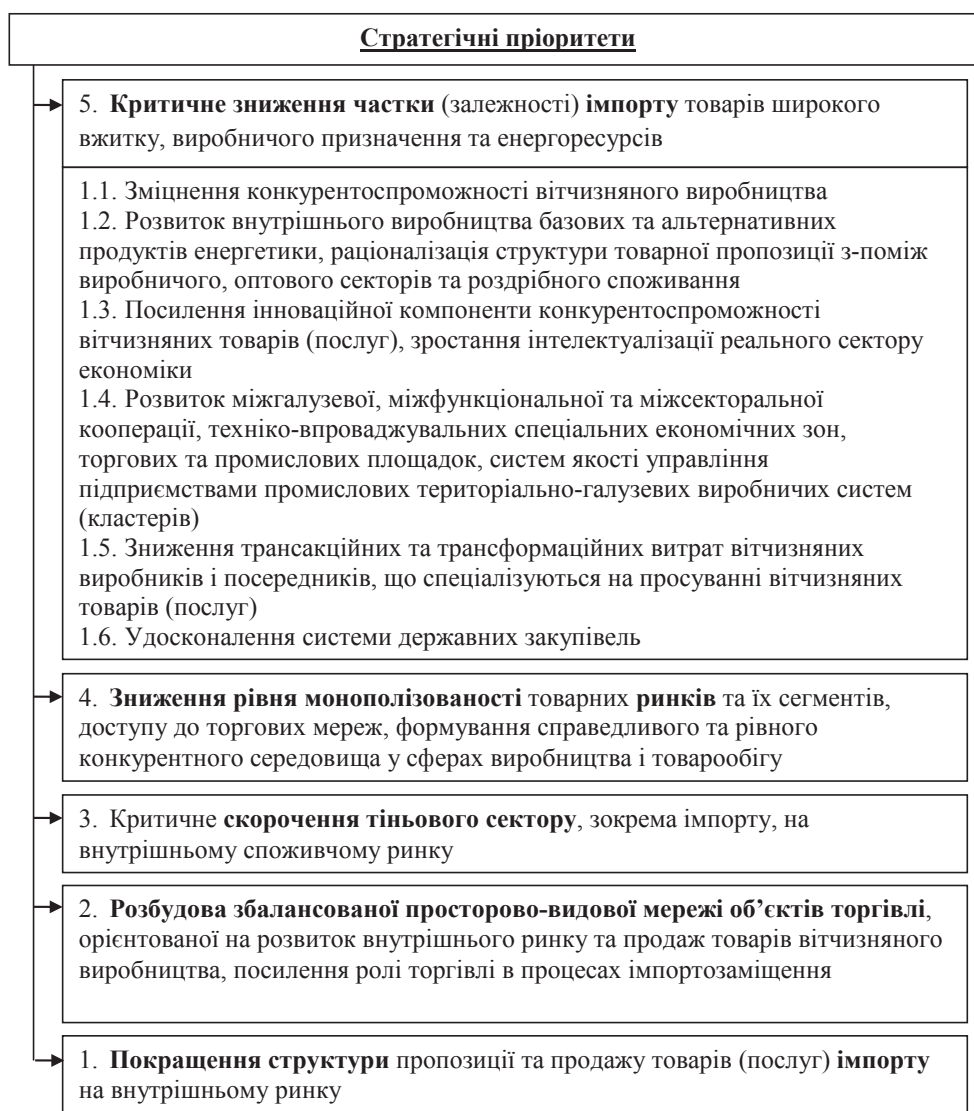 Стратегічні пріоритети
5. Критичне зниження частки (залежності) імпорту товарів широкого
вжитку, виробничого призначення та енергоресурсів
1.1. Зміцнення конкурентоспроможності вітчизняного виробництва
1.2. Розвиток внутрішнього виробництва базових та альтернативних
продуктів енергетики, раціоналізація структури товарної пропозиції з-поміж
виробничого, оптового секторів та роздрібного споживання
1.3. Посилення інноваційної компоненти конкурентоспроможності
вітчизняних товарів (послуг), зростання інтелектуалізації реального сектору
економіки
1.4. Розвиток міжгалузевої, міжфункціональної та міжсекторальної
кооперації, техніко-впроваджувальних спеціальних економічних зон,
торгових та промислових площадок, систем якості управління
підприємствами промислових територіально-галузевих виробничих систем
(кластерів)
1.5. Зниження трансакційних та трансформаційних витрат вітчизняних
виробників і посередників, що спеціалізуються на просуванні вітчизняних
товарів (послуг)
1.6. Удосконалення системи державних закупівель
4. Зниження рівня монополізованості товарних ринків та їх сегментів,
доступу до торгових мереж, формування справедливого та рівного
конкурентного середовища у сферах виробництва і товарообігу
3. Критичне скорочення тіньового сектору, зокрема імпорту, на
внутрішньому споживчому ринку
2. Розбудова збалансованої просторово-видової мережі об’єктів торгівлі,
орієнтованої на розвиток внутрішнього ринку та продаж товарів вітчизняного
виробництва, посилення ролі торгівлі в процесах імпортозаміщення
1. Покращення структури пропозиції та продажу товарів (послуг) імпорту
на внутрішньому ринку